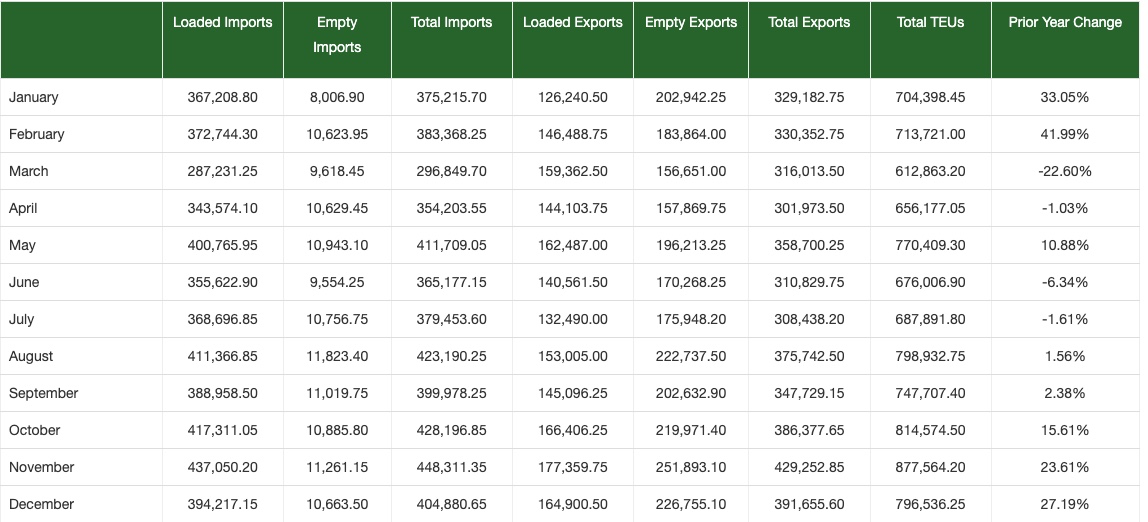 Loaded Imports Empty Imports Total Imports Loaded Exports Empty Exports Total Exports Total TEUs Prior Year Change
January 367,208.80 8,006.90 375,215.70 126,240.50 202,942.25 329,182.75 704,398.45 33.05%
February 372,744.30 10,623.95 383,368.25 146,488.75 183,864.00 330,352.75 713,721.00 41.99%
March 287,231.25 9,618.45 296,849.70 159,362.50 156,651.00 316,013.50 612,863.20 -22.60%
April 343,574.10 10,629.45 354,203.55 144,103.75 157,869.75 301,973.50 656,177.05 -1.03%
May 400,765.95 10,943.10 411,709.05 162,487.00 196,213.25 358,700.25 770,409.30 10.88%
June 355,622.90 9,554.25 365,177.15 140,561.50 170,268.25 310,829.75 676,006.90 -6.34%
July 368,696.85 10,756.75 379,453.60 132,490.00 175,948.20 308,438.20 687,891.80 -1.61%
August 411,366.85 11,823.40 423,190.25 153,005.00 222,737.50 375,742.50 798,932.75 1.56%
September 388,958.50 11,019.75 399,978.25 145,096.25 202,632.90 347,729.15 747,707.40 2.38%
October 417,311.05 10,885.80 428,196.85 166,406.25 219,971.40 386,377.65 814,574.50 15.61%
November 437,050.20 11,261.15 448,311.35 177,359.75 251,893.10 429,252.85 877,564.20 23.61%
December 394,217.15 10,663.50 404,880.65 164,900.50 226,755.10 391,655.60 796,536.25 27.19%